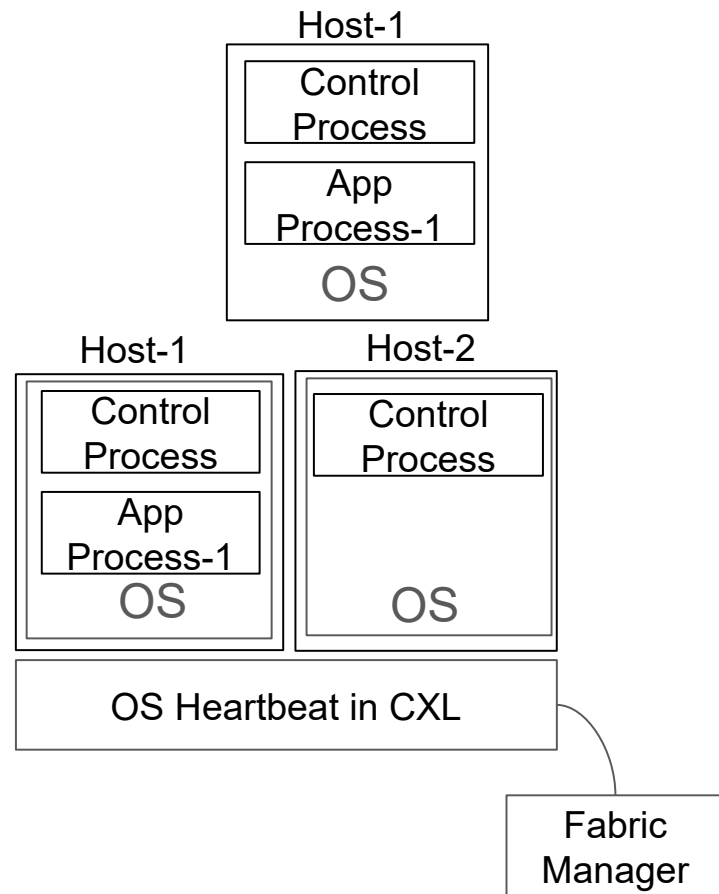 Host-1
Control
Process
App
Process-1
OS
Host-1
Control
Process
App
Process-1
OS
Host-2
Control
Process
OS
OS Heartbeat in CXL
Fabric
Manager